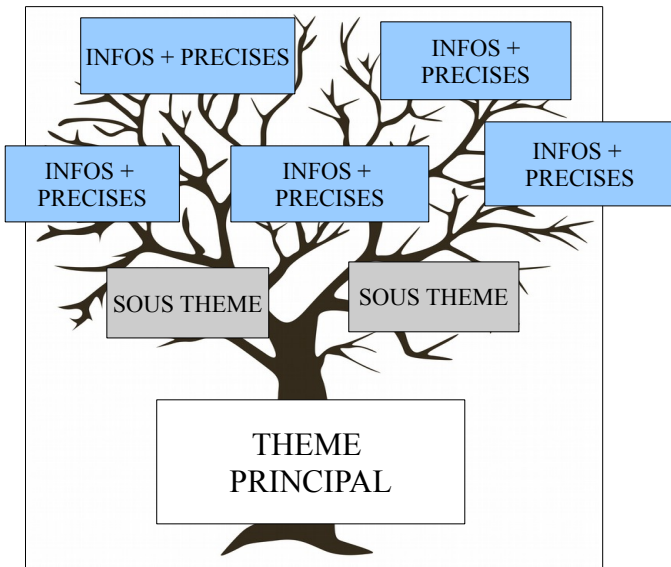 INFOS + PRECISES
INFOS +
PRECISES
INFOS +
PRECISES
INFOS +
PRECISES
INFOS +
PRECISES
SOUS THEME
SOUS THEME
THEME
PRINCIPAL